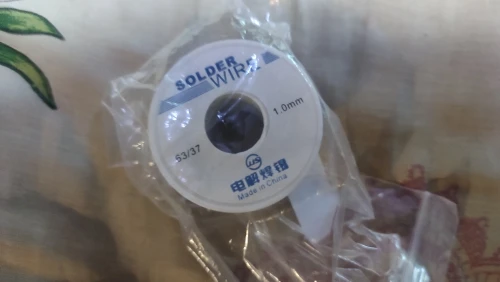 SOLDER
WIRE
63/37
1.0mm
电解焊锡
Made in China